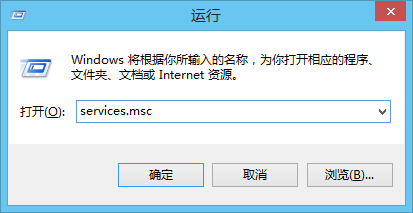 运行
Windows 将根据你所输入的名称，为你打开相应的程序、
文件夹、文档或 Internet 资源。
打开(O): services.msc
确定 取消 浏览(B)...